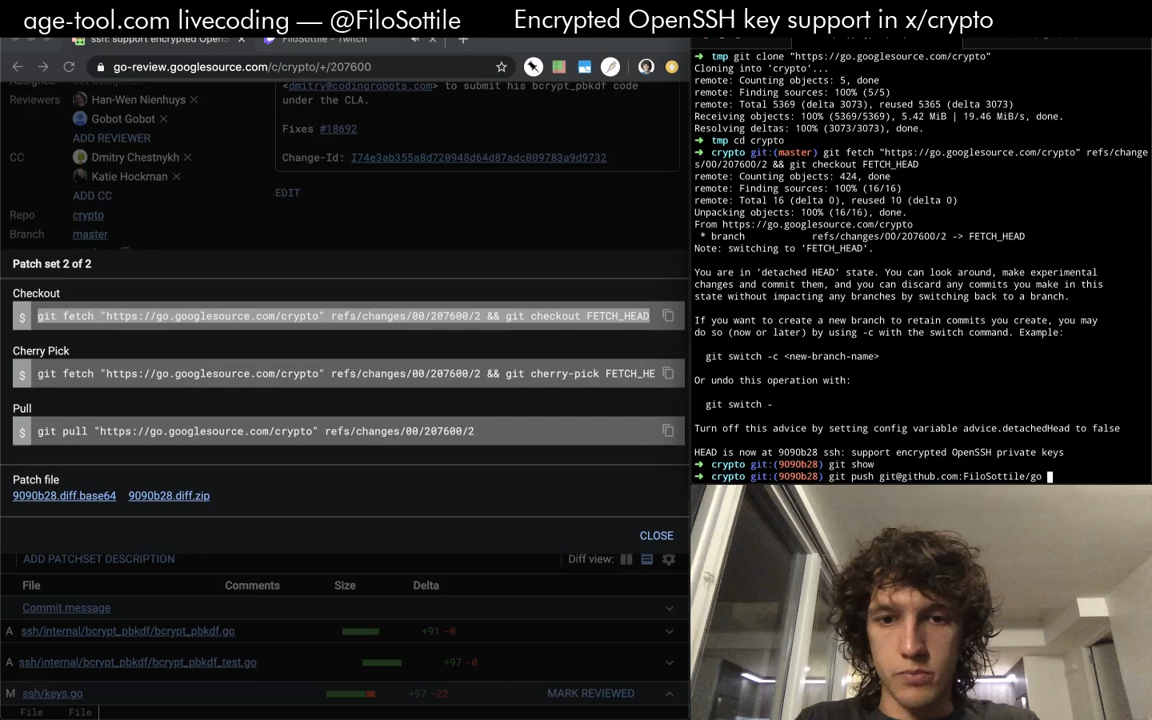 age-tool.com livecoding — @FiloSottile
Encrypted OpenSSH key support in x/crypto
ssh: support encrypted OpenS
FiloSottile - Twitch
go-review.googlesource.com/c/crypto/+/207600
Reviewers
Han-Wen Nienhuys
Gobot Gobot
ADD REVIEWER
CC
Dmitry Chestnykh
Katie Hockman
ADD CC
Repo
crypto
Branch
master
<dmitry@codingrobots.com> to submit his bcrypt_pbkdf code
under the CLA.
Fixes #18692
Change-Id: I74e3ab355a8d720948d64d87adc009783a9d9732
EDIT
Patch set 2 of 2
Checkout
$ git fetch "https://go.googlesource.com/crypto" refs/changes/00/207600/2 && git checkout FETCH_HEAD
Cherry Pick
$ git fetch "https://go.googlesource.com/crypto" refs/changes/00/207600/2 && git cherry-pick FETCH_HE
Pull
$ git pull "https://go.googlesource.com/crypto" refs/changes/00/207600/2
Patch file
9090b28.diff.base64
9090b28.diff.zip
CLOSE
ADD PATCHSET DESCRIPTION
Diff view:
File Comments Size Delta
Commit message
A ssh/internal/bcrypt_pbkdf/bcrypt_pbkdf.go +91 -0
A ssh/internal/bcrypt_pbkdf/bcrypt_pbkdf_test.go +97 -0
M ssh/keys.go +97 -22 MARK REVIEWED
File File
➜ tmp git clone "https://go.googlesource.com/crypto"
Cloning into 'crypto'...
remote: Counting objects: 5, done
remote: Finding sources: 100% (5/5)
remote: Total 5369 (delta 3073), reused 5365 (delta 3073)
Receiving objects: 100% (5369/5369), 5.42 MiB | 19.46 MiB/s, done.
Resolving deltas: 100% (3073/3073), done.
➜ tmp cd crypto
➜ crypto git:(master) git fetch "https://go.googlesource.com/crypto" refs/change
s/00/207600/2 && git checkout FETCH_HEAD
remote: Counting objects: 424, done
remote: Finding sources: 100% (16/16)
remote: Total 16 (delta 0), reused 10 (delta 0)
Unpacking objects: 100% (16/16), done.
From https://go.googlesource.com/crypto
* branch refs/changes/00/207600/2 -> FETCH_HEAD
Note: switching to 'FETCH_HEAD'.
You are in 'detached HEAD' state. You can look around, make experimental
changes and commit them, and you can discard any commits you make in this
state without impacting any branches by switching back to a branch.
If you want to create a new branch to retain commits you create, you may
do so (now or later) by using -c with the switch command. Example:
git switch -c <new-branch-name>
Or undo this operation with:
git switch -
Turn off this advice by setting config variable advice.detachedHead to false
HEAD is now at 9090b28 ssh: support encrypted OpenSSH private keys
➜ crypto git:(9090b28) git show
➜ crypto git:(9090b28) git push git@github.com:FiloSottile/go